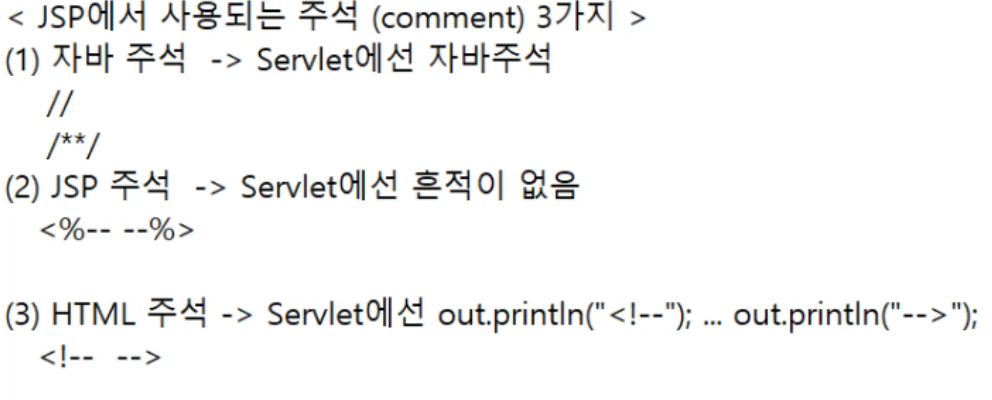 < JSP에서 사용되는 주석 (comment) 3가지 >
(1) 자바 주석 -> Servlet에선 자바주석
//
/**/
(2) JSP 주석 -> Servlet에선 흔적이 없음
<%-- --%>
(3) HTML 주석 -> Servlet에선 out.println("<!--"); ... out.println("-->");
<!-- -->